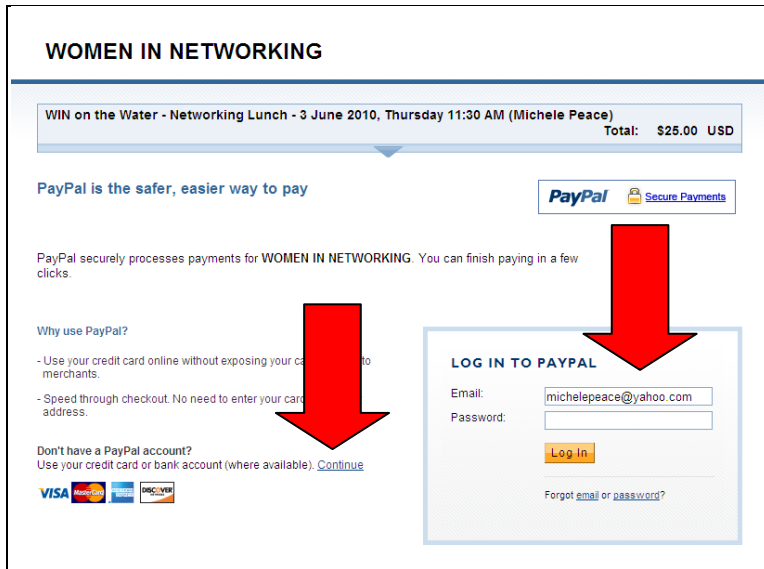 WOMEN IN NETWORKING
WIN on the Water - Networking Lunch - 3 June 2010, Thursday 11:30 AM (Michele Peace)
Total: $25.00 USD
PayPal is the safer, easier way to pay
PayPal Secure Payments
PayPal securely processes payments for WOMEN IN NETWORKING. You can finish paying in a few
clicks.
Why use PayPal?
- Use your credit card online without exposing your to
merchants.
- Speed through checkout. No need to enter your card
address.
Don't have a PayPal account?
Use your credit card or bank account (where available). Continue
VISA MasterCard AMERICAN EXPRESS DISCOVER
LOG IN TO PAYPAL
Email: michelepeace@yahoo.com
Password:
Log In
Forgot email or password?